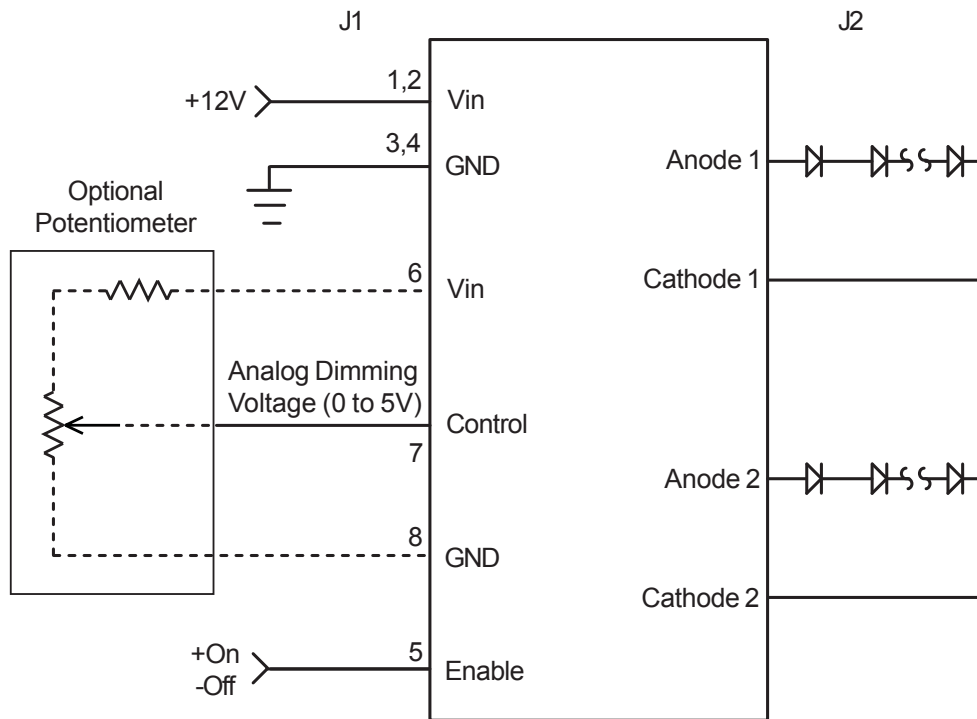 J1
J2
1,2
+12V
Vin
3,4
GND
Anode 1
Optional
Potentiometer
6
Vin
Cathode 1
Analog Dimming
Voltage (0 to 5V)
Control
7
Anode 2
8
GND
Cathode 2
+On
-Off
5
Enable